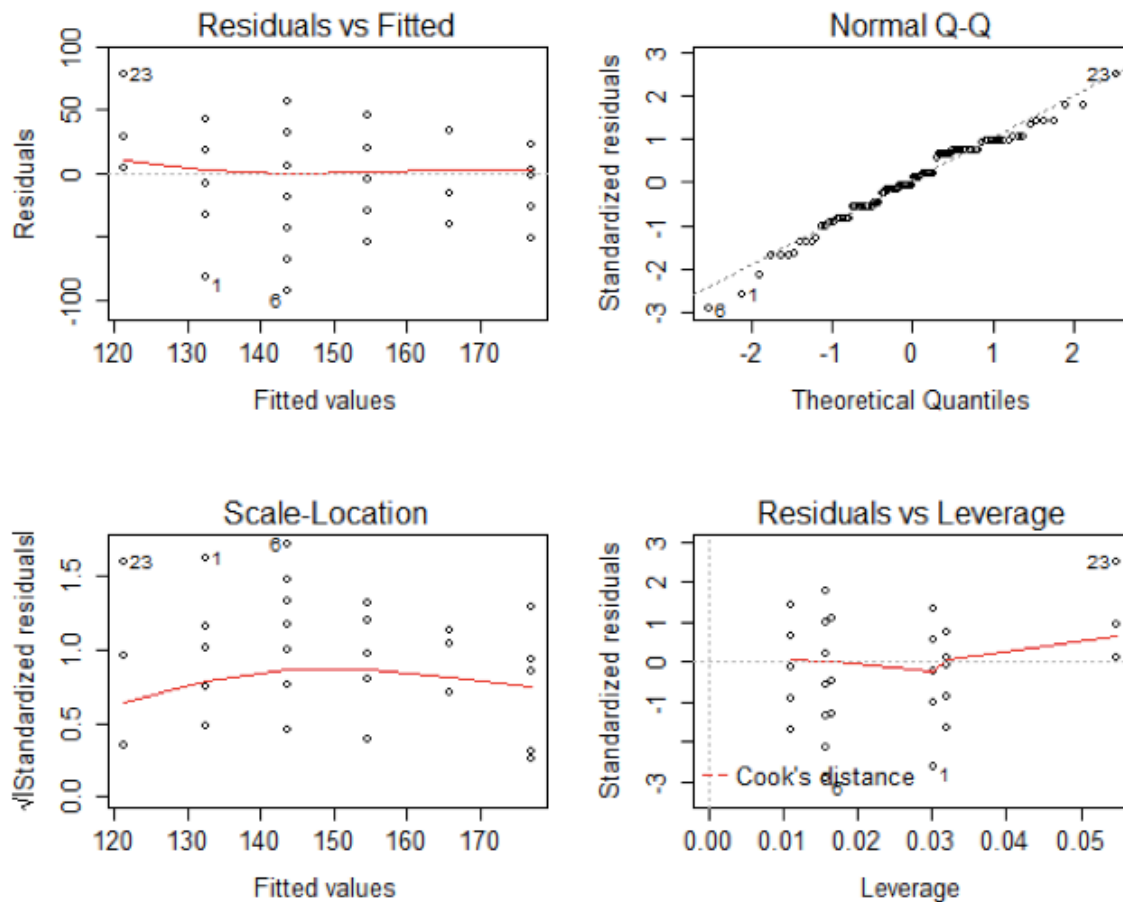 Residuals vs Fitted
Residuals
100
50
0
-100
23
1
6
120 130 140 150 160 170
Fitted values
Normal Q-Q
Standardized residuals
3
2
1
0
-1
-2
-3
23
1
6
-2 -1 0 1 2
Theoretical Quantiles
Scale-Location
√|Standardized residuals
1.5
1.0
0.5
0.0
23
1
6
120 130 140 150 160 170
Fitted values
Residuals vs Leverage
Standardized residuals
3
2
1
0
-1
-3
23
Cook's distance
1
6
0.00 0.01 0.02 0.03 0.04 0.05
Leverage